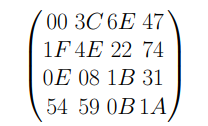 00 3C 6E 47
1F 4E 22 74
0E 08 1B 31
54 59 0B 1A